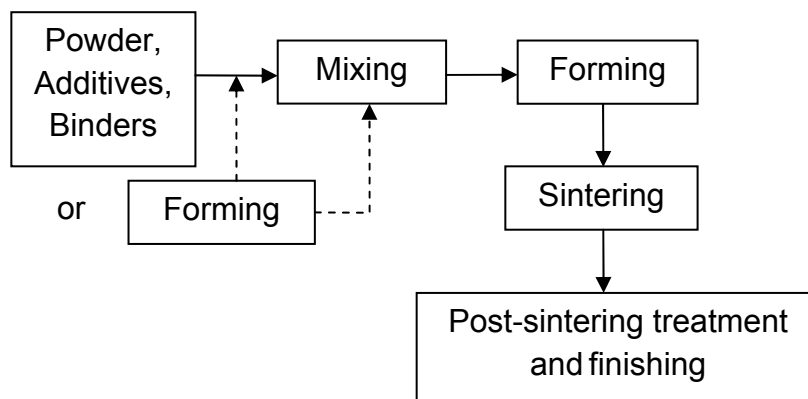 Powder,
Additives,
Binders
Mixing
Forming
or
Forming
Sintering
Post-sintering treatment
and finishing